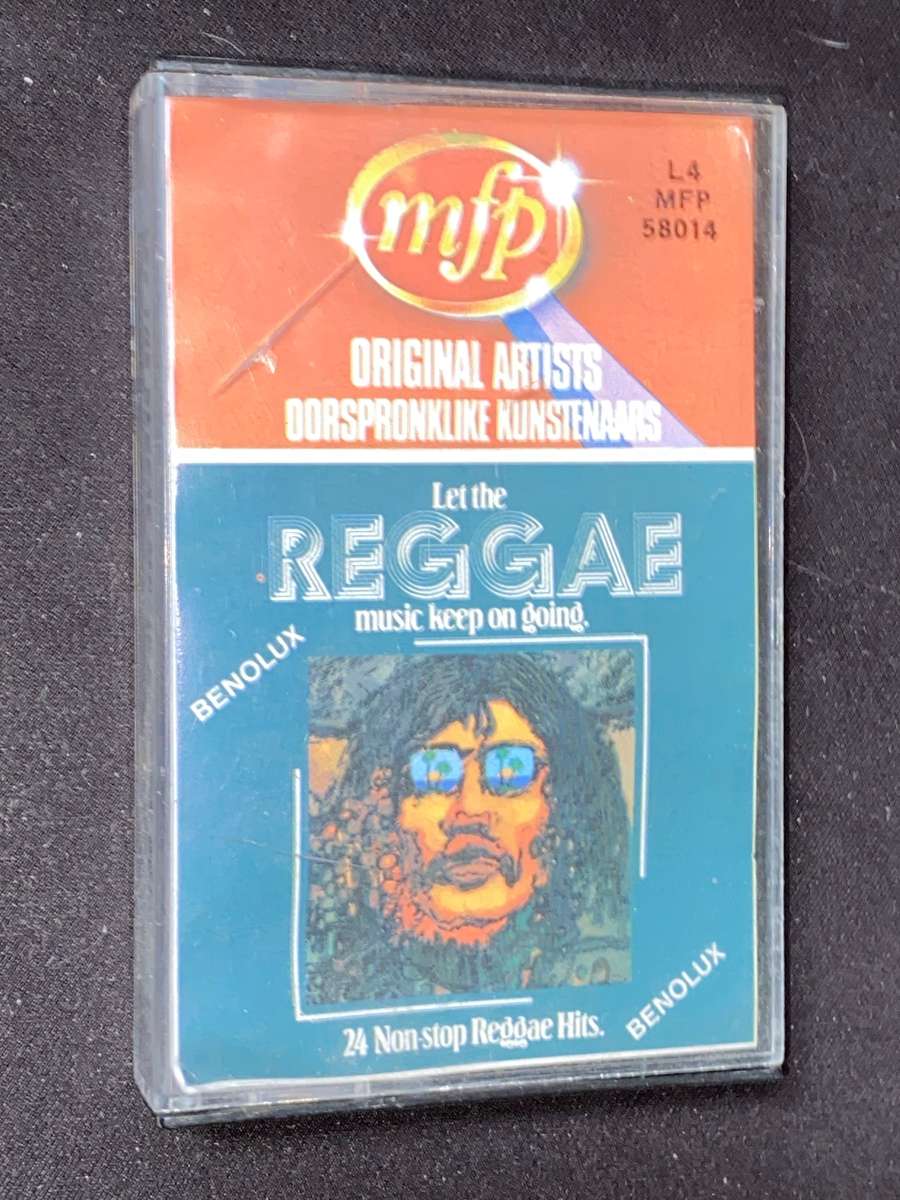 mfp
L4
MFP
58014
ORIGINAL ARTISTS
OORSPRONKLIKE KUNSTENAARS
Let the
REGGAE
music keep on going.
BENOLUX
24 Non-stop Reggae Hits.
BENOLUX